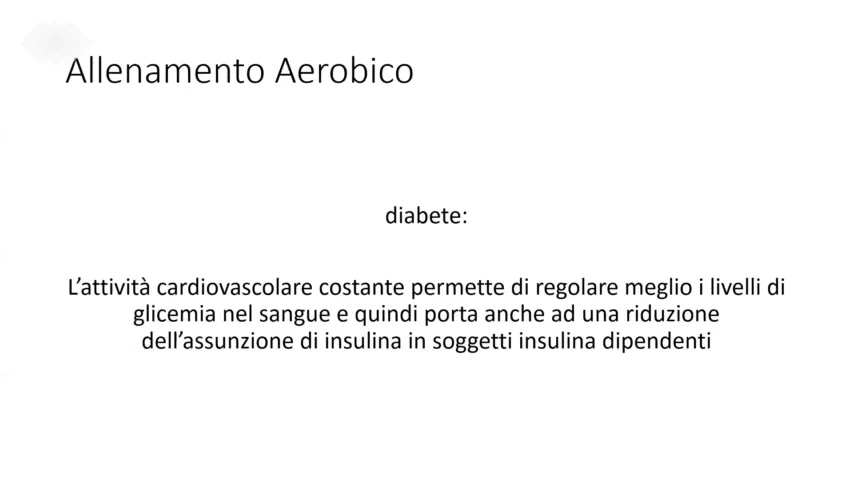 Allenamento Aerobico
diabete:
L’attività cardiovascolare costante permette di regolare meglio i livelli di
glicemia nel sangue e quindi porta anche ad una riduzione
dell’assunzione di insulina in soggetti insulina dipendenti